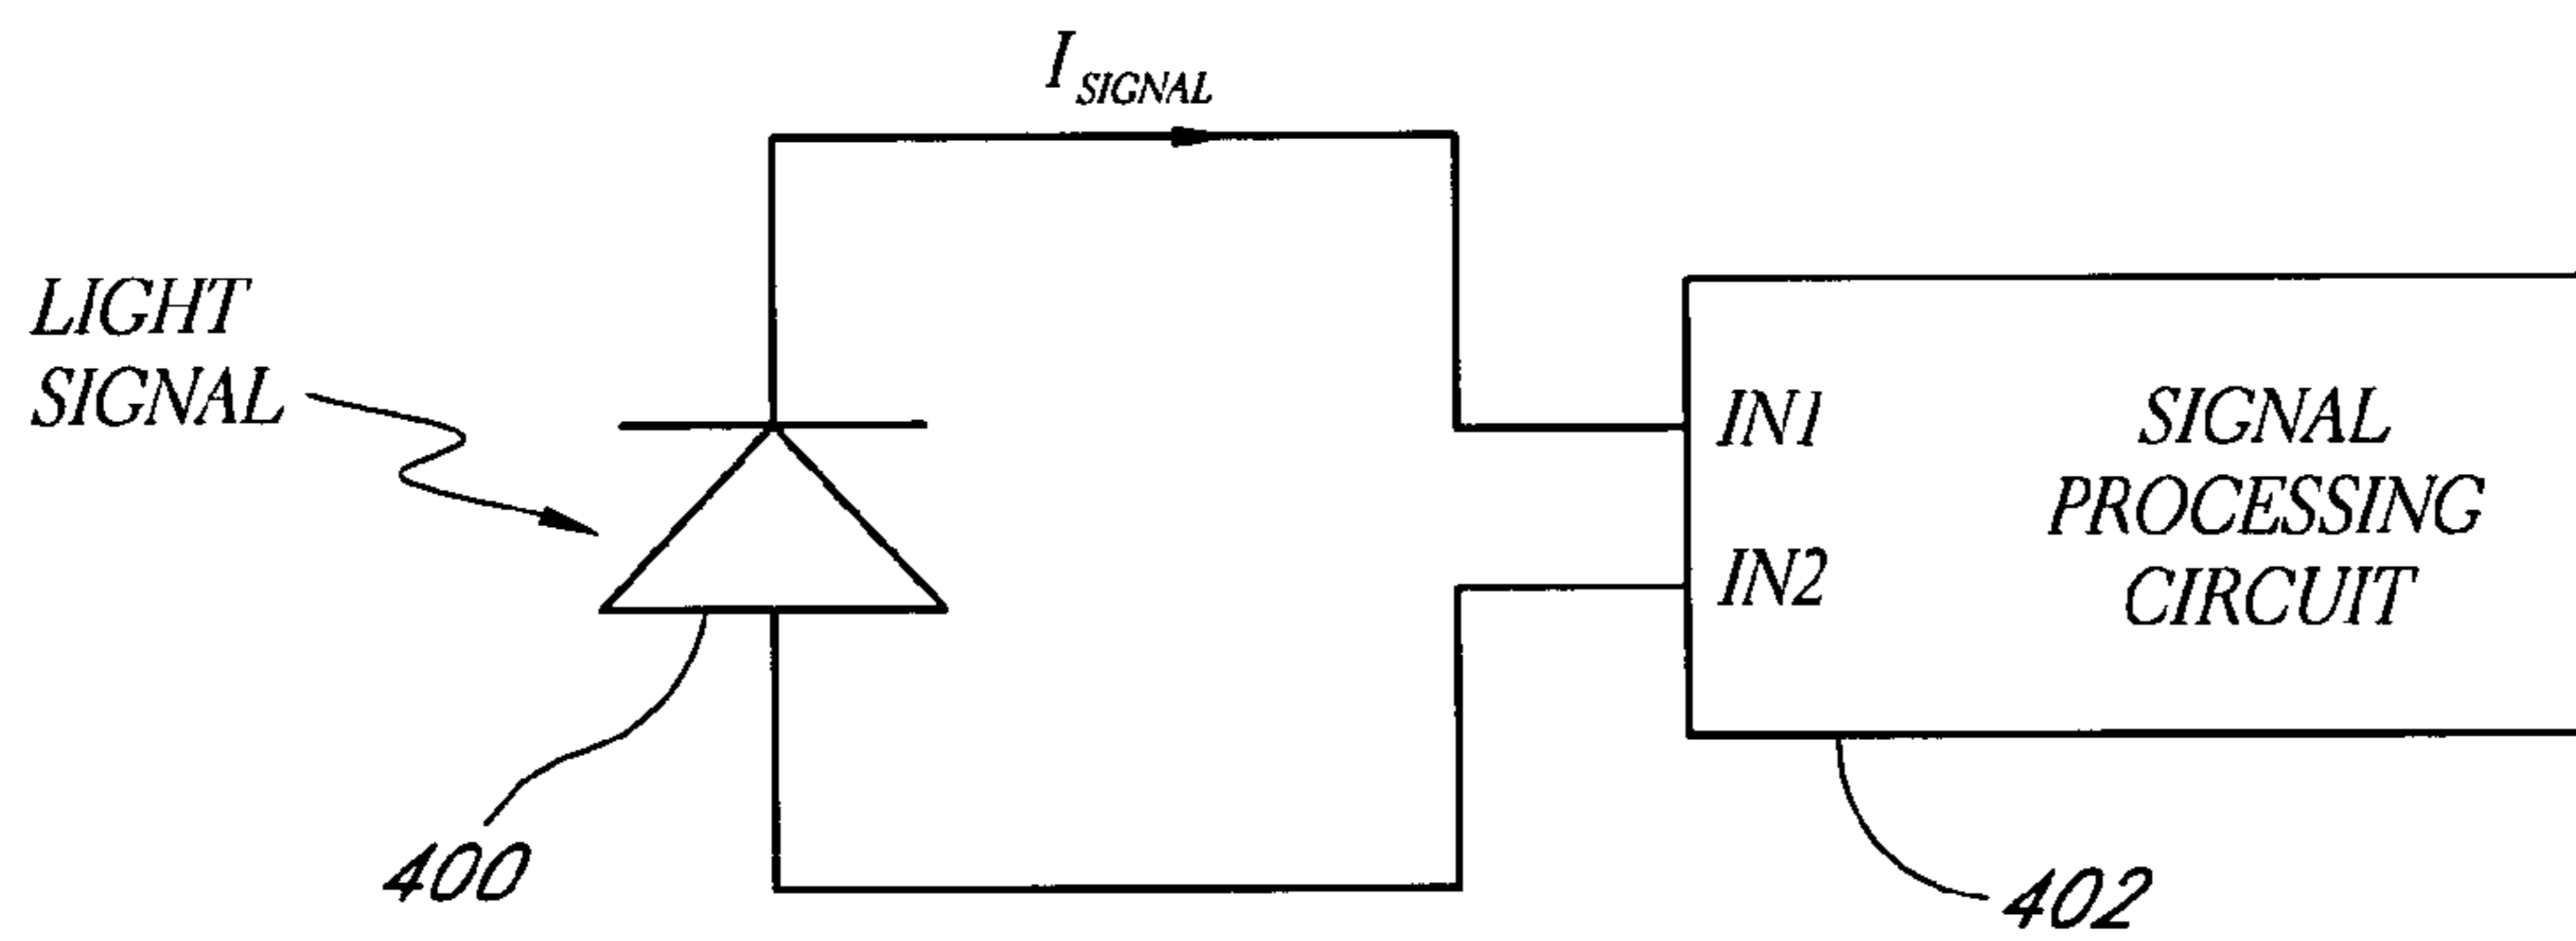 I SIGNAL
LIGHT
SIGNAL
IN1
SIGNAL
PROCESSING
IN2
CIRCUIT
400
402